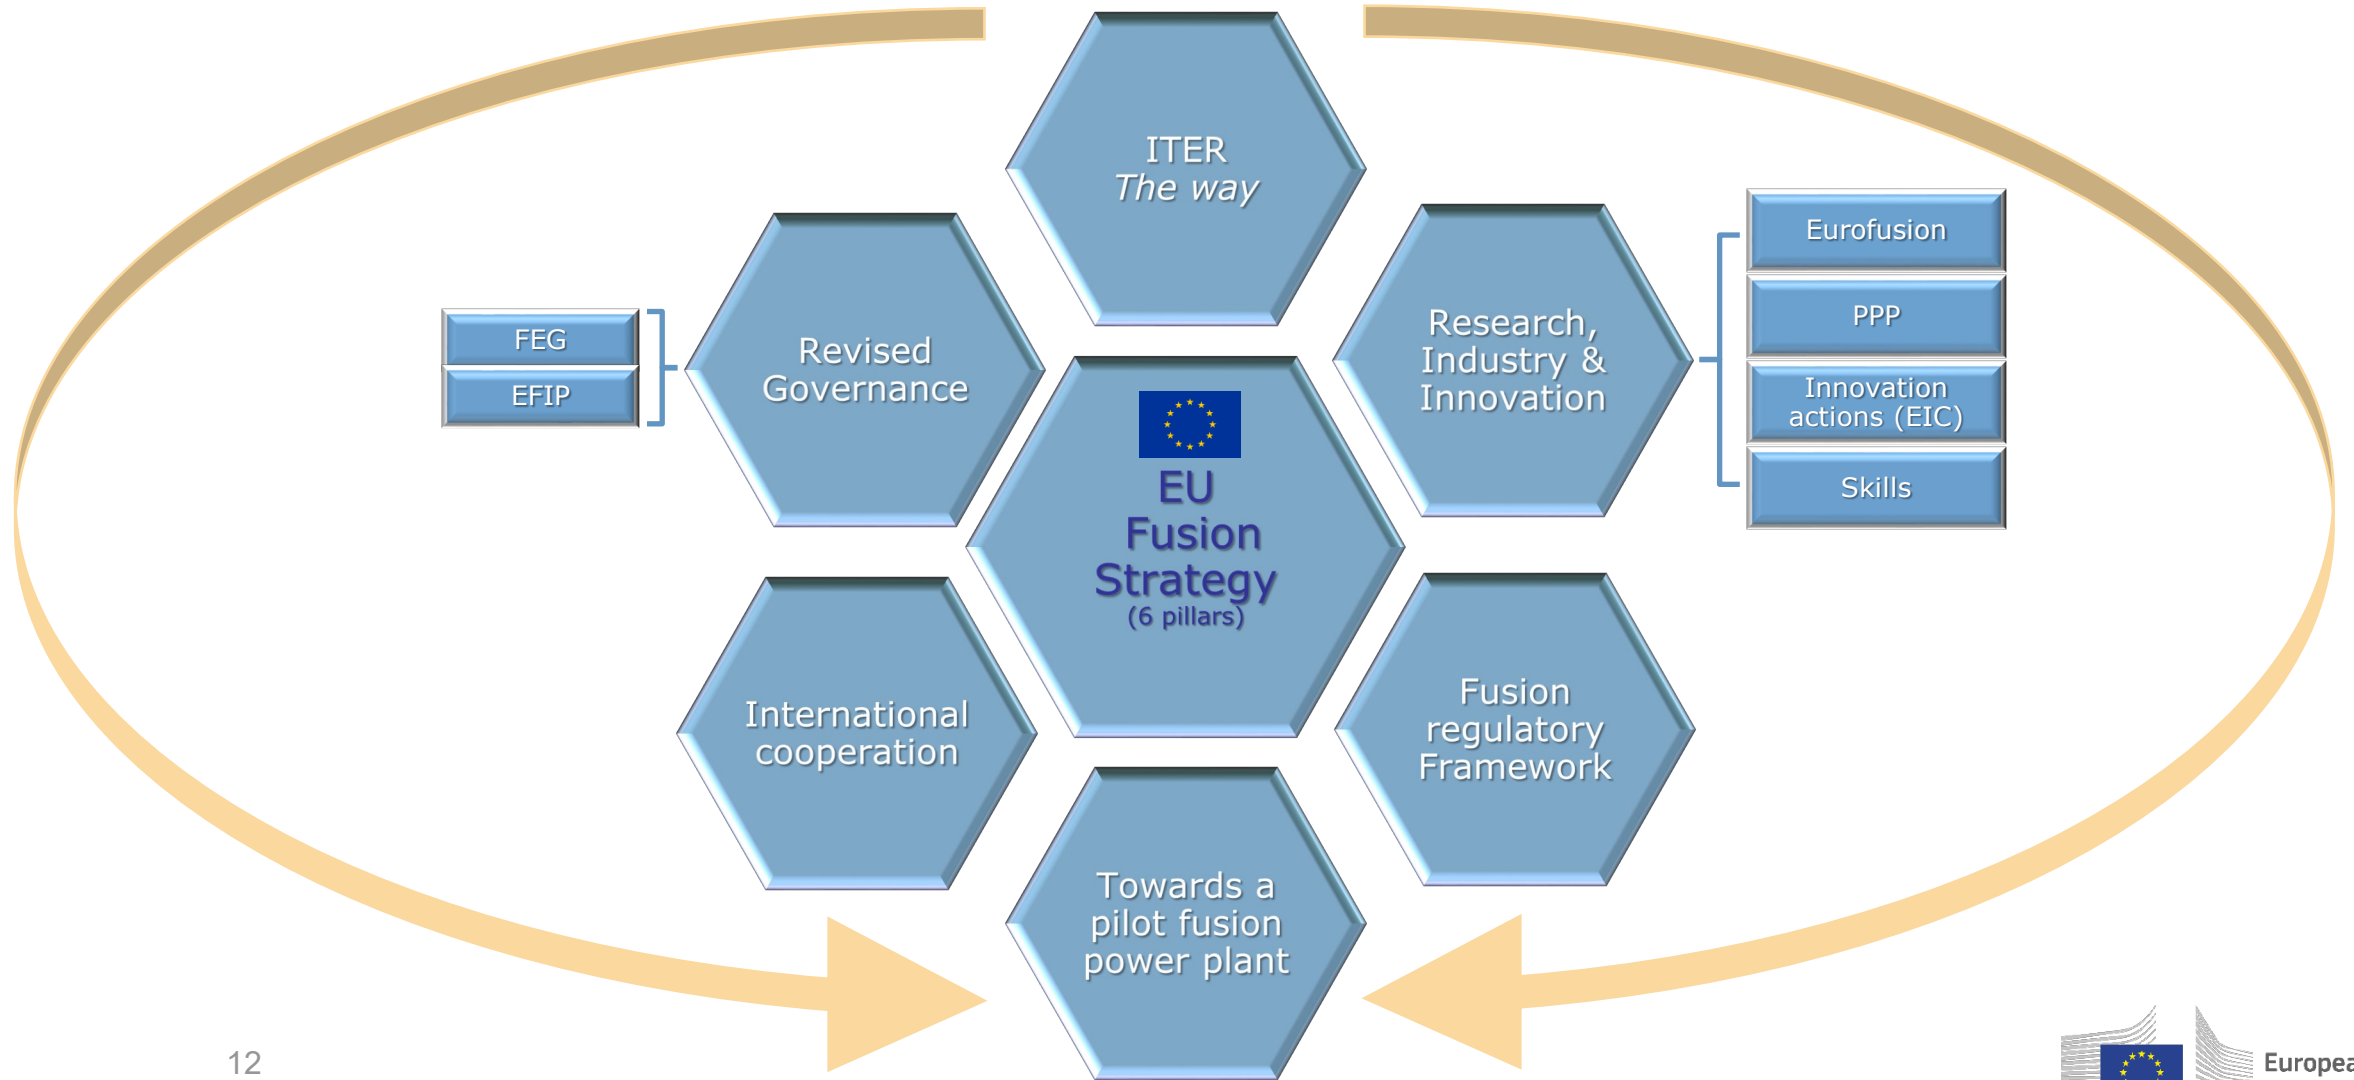 ITER
The way
Revised
Governance
FEG
EFIP
Research,
Industry &
Innovation
Eurofusion
PPP
Innovation
actions (EIC)
Skills
EU
Fusion
Strategy
(6 pillars)
International
cooperation
Fusion
regulatory
Framework
Towards a
pilot fusion
power plant
12
Europea